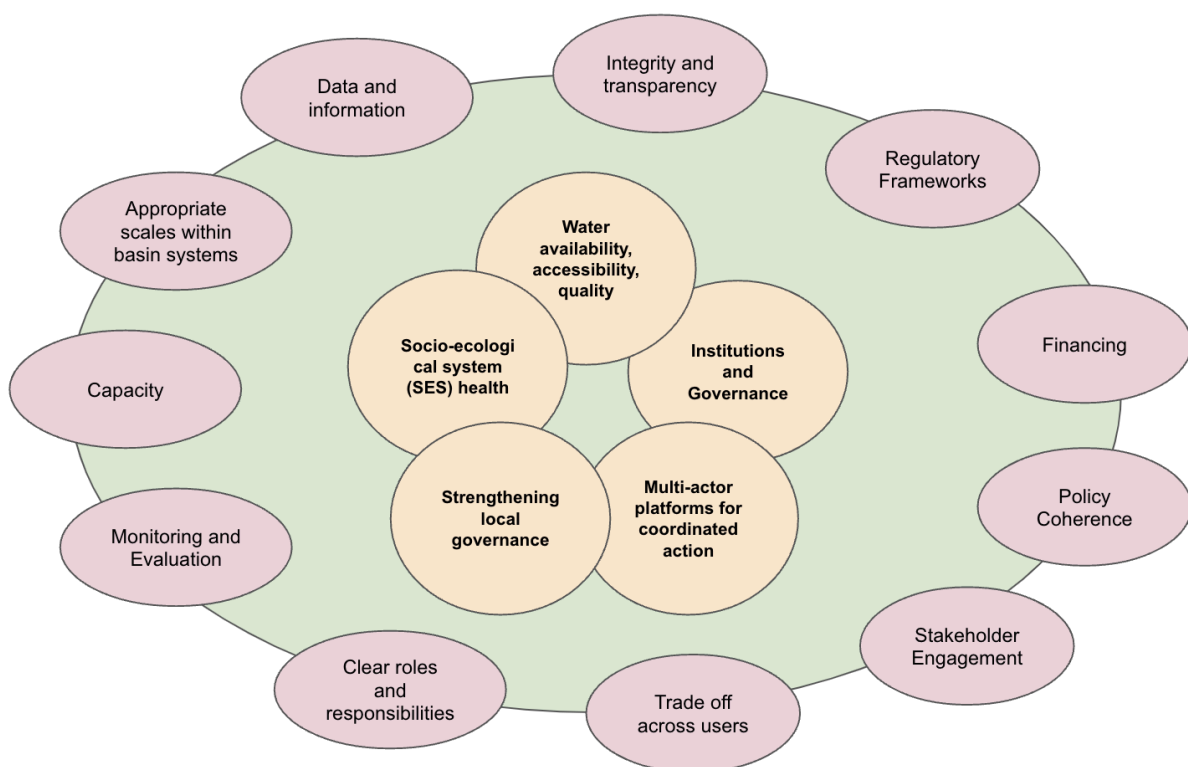 Integrity and
transparency
Data and
information
Regulatory
Frameworks
Appropriate
scales within
basin systems
Water
availability,
accessibility,
quality
Financing
Socio-ecologi
cal system
(SES) health
Institutions
and
Governance
Capacity
Strengthening
local
governance
Multi-actor
platforms for
coordinated
action
Policy
Coherence
Monitoring and
Evaluation
Stakeholder
Engagement
Clear roles
and
responsibilities
Trade off
across users